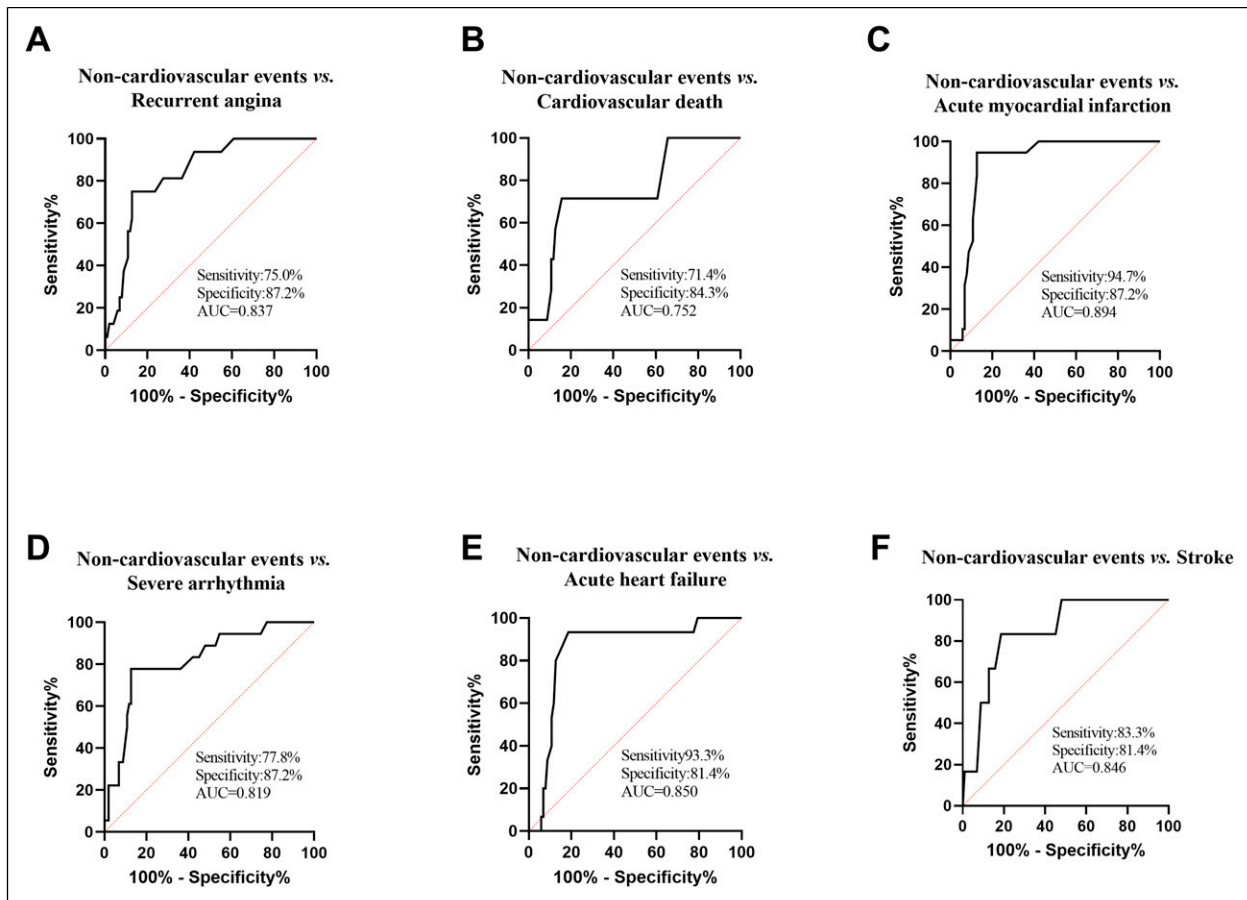 A
Non-cardiovascular events vs.
Recurrent angina
100
80
60
40
20
0
Sensitivity%
Sensitivity:75.0%
Specificity:87.2%
AUC=0.837
0 20 40 60 80 100
100% - Specificity%
B
Non-cardiovascular events vs.
Cardiovascular death
100
80
60
40
20
0
Sensitivity%
Sensitivity:71.4%
Specificity:84.3%
AUC=0.752
0 20 40 60 80 100
100% - Specificity%
C
Non-cardiovascular events vs.
Acute myocardial infarction
100
80
60
40
20
0
Sensitivity%
Sensitivity:94.7%
Specificity:87.2%
AUC=0.894
0 20 40 60 80 100
100% - Specificity%
D
Non-cardiovascular events vs.
Severe arrhythmia
100
80
60
40
20
0
Sensitivity%
Sensitivity:77.8%
Specificity:87.2%
AUC=0.819
0 20 40 60 80 100
100% - Specificity%
E
Non-cardiovascular events vs.
Acute heart failure
100
80
60
40
20
0
Sensitivity%
Sensitivity93.3%
Specificity:81.4%
AUC=0.850
0 20 40 60 80 100
100% - Specificity%
F
Non-cardiovascular events vs. Stroke
100
80
60
40
20
0
Sensitivity%
Sensitivity:83.3%
Specificity:81.4%
AUC=0.846
0 20 40 60 80 100
100% - Specificity%